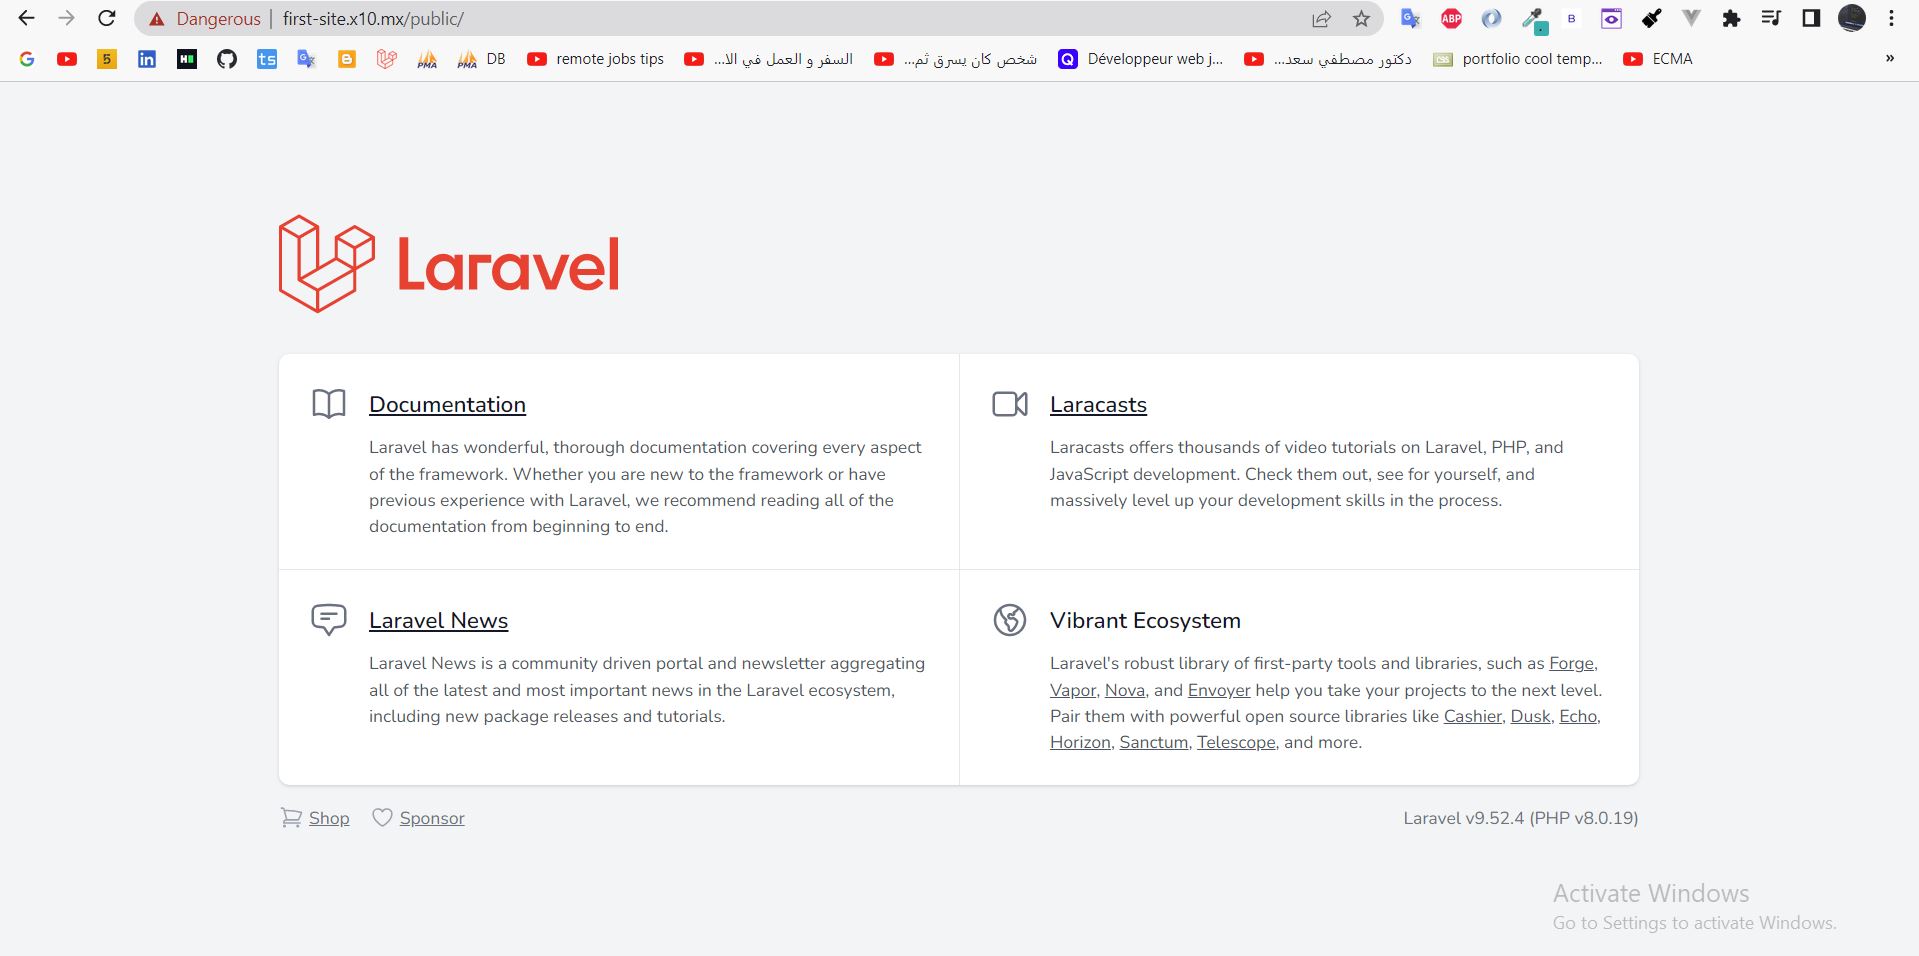 Dangerous | first-site.x10.mx/public/
ABP
B
5
in
ts
PMA
PMA DB
remote jobs tips
السفر و العمل في الا...
شخص كان يسرق ثم...
Q Développeur web j...
دكتور مصطفي سعد...
CSS portfolio cool temp...
ECMA
»
Laravel
Documentation
Laravel has wonderful, thorough documentation covering every aspect
of the framework. Whether you are new to the framework or have
previous experience with Laravel, we recommend reading all of the
documentation from beginning to end.
Laracasts
Laracasts offers thousands of video tutorials on Laravel, PHP, and
JavaScript development. Check them out, see for yourself, and
massively level up your development skills in the process.
Laravel News
Laravel News is a community driven portal and newsletter aggregating
all of the latest and most important news in the Laravel ecosystem,
including new package releases and tutorials.
Vibrant Ecosystem
Laravel's robust library of first-party tools and libraries, such as Forge,
Vapor, Nova, and Envoyer help you take your projects to the next level.
Pair them with powerful open source libraries like Cashier, Dusk, Echo,
Horizon, Sanctum, Telescope, and more.
Shop
Sponsor
Laravel v9.52.4 (PHP v8.0.19)
Activate Windows
Go to Settings to activate Windows.